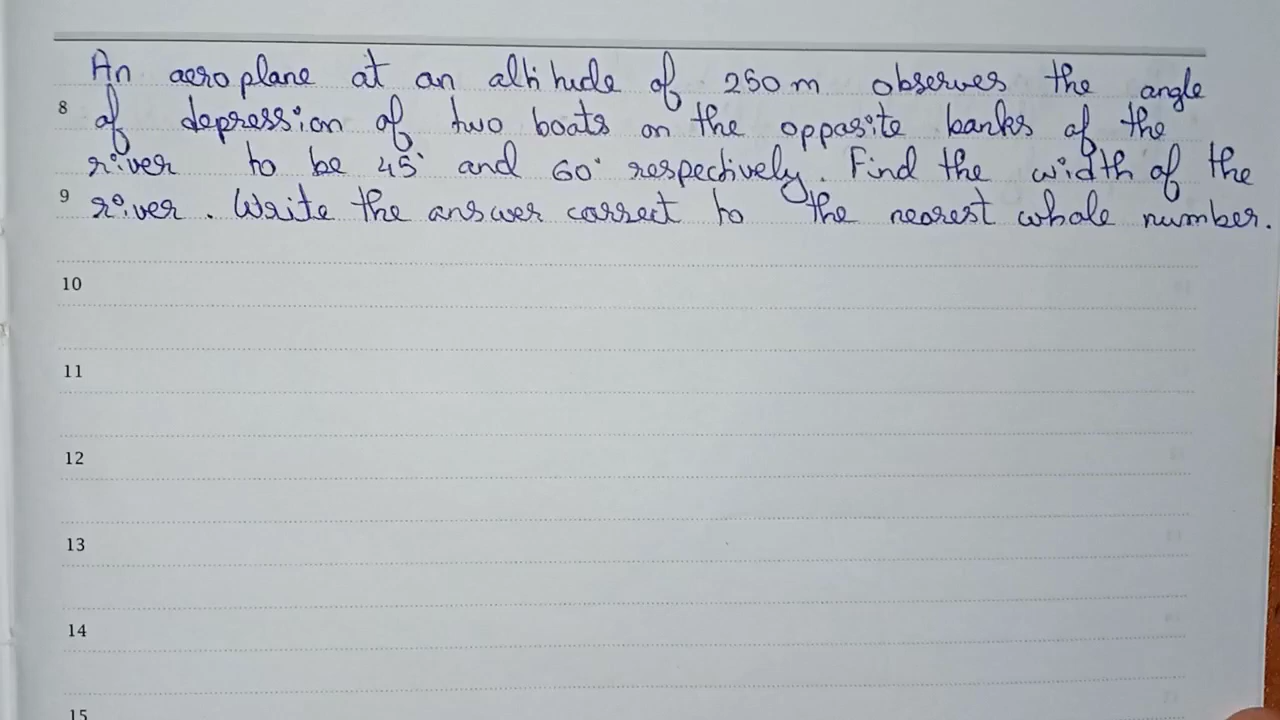 An aeroplane at an altitude of 250 m observes the angle
8 of depression of two boats on the opposite banks of the
river to be 45° and 60° respectively. Find the width of the
9 river. Write the answer correct to the nearest whole number.
10
11
12
13
14
15